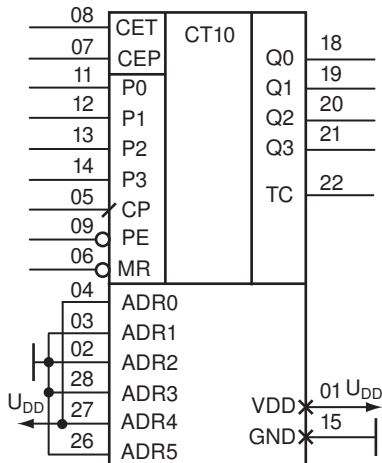 08 CET CT10
07 CEP Q0 18
11 P0 Q1 19
12 P1 Q2 20
13 P2 Q3 21
14 P3 TC 22
05 CP
09 PE
06 MR
04 ADR0
03 ADR1
02 ADR2
28 ADR3
UDD 27 ADR4 VDD 01 UDD
26 ADR5 GND 15